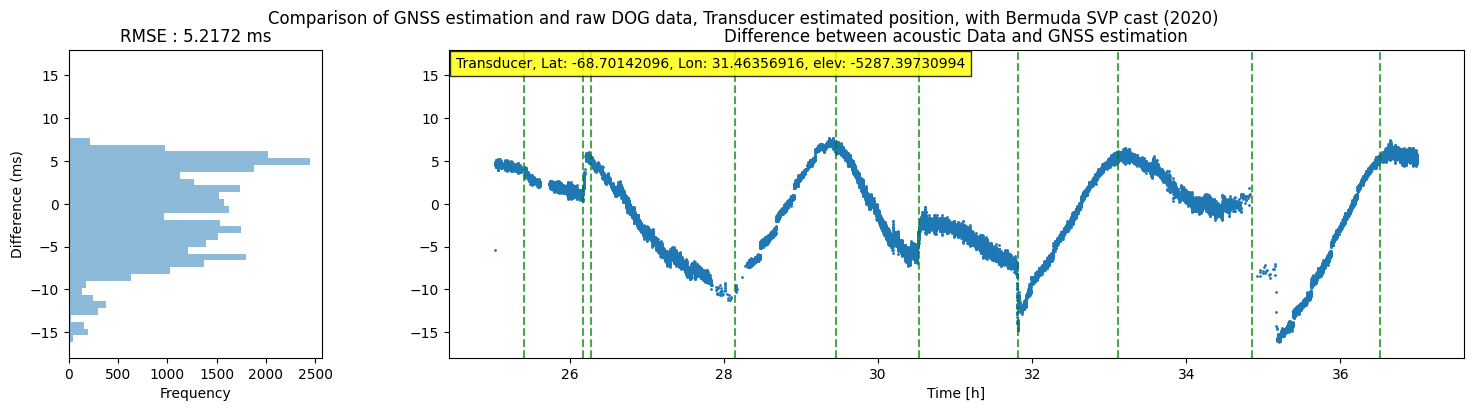 Comparison of GNSS estimation and raw DOG data, Transducer estimated position, with Bermuda SVP cast (2020)
RMSE : 5.2172 ms
Difference between acoustic Data and GNSS estimation
Transducer, Lat: -68.70142096, Lon: 31.46356916, elev: -5287.39730994
Difference (ms)
15
10
5
0
−5
−10
−15
0 500 1000 1500 2000 2500
Frequency
15
10
5
0
−5
−10
−15
26 28 30 32 34 36
Time [h]